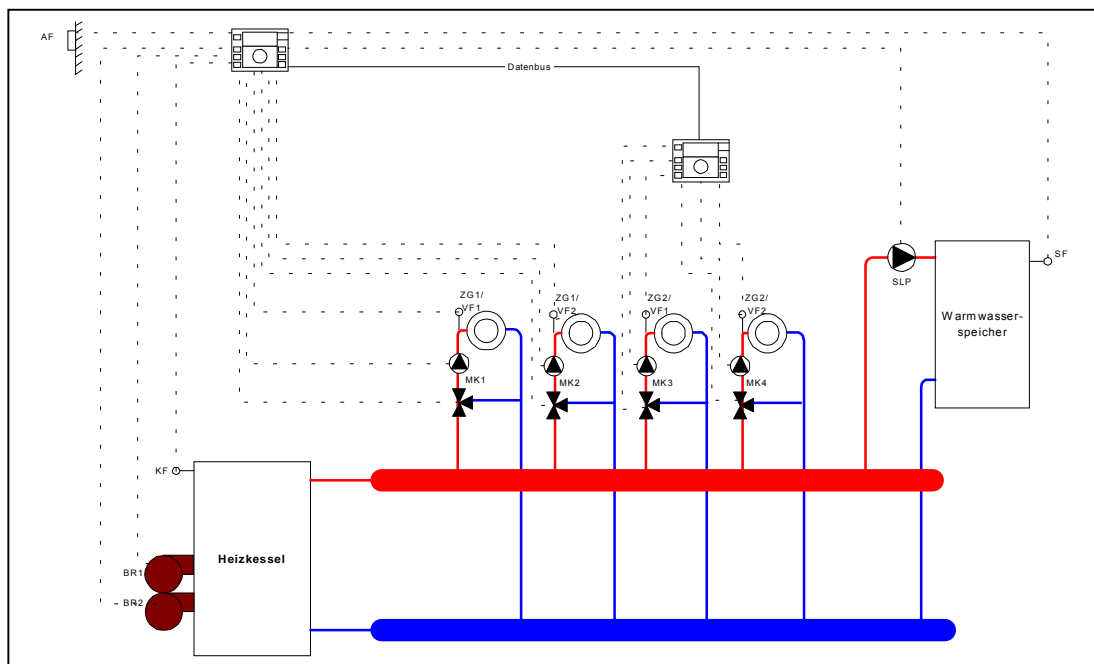 AF
Datenbus
SF
SLP
Warmwasser-
speicher
ZG1/
VF1
ZG1/
VF2
ZG2/
VF1
ZG2/
VF2
MK1
MK2
MK3
MK4
KF
Heizkessel
BR1
BR2